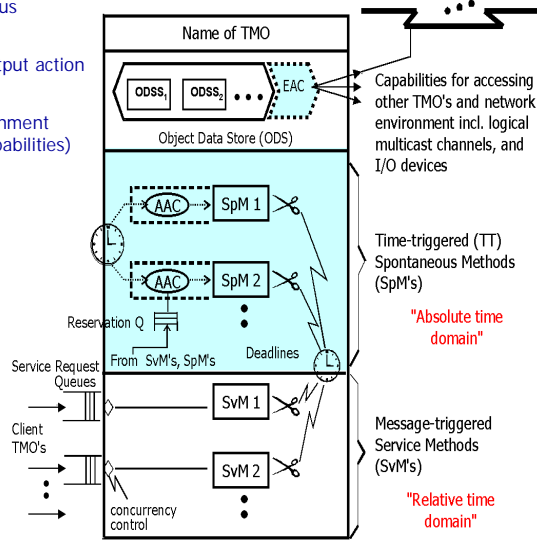 us
tput action
nment
pabilities)
Name of TMO
ODSS1
ODSS2
EAC
Object Data Store (ODS)
Capabilities for accessing
other TMO's and network
environment incl. logical
multicast channels, and
I/O devices
AAC
SpM 1
AAC
SpM 2
Reservation Q
From SvM's, SpM's
Deadlines
Time-triggered (TT)
Spontaneous Methods
(SpM's)
"Absolute time
domain"
Service Request
Queues
SvM 1
Client
TMO's
SvM 2
concurrency
control
Message-triggered
Service Methods
(SvM's)
"Relative time
domain"